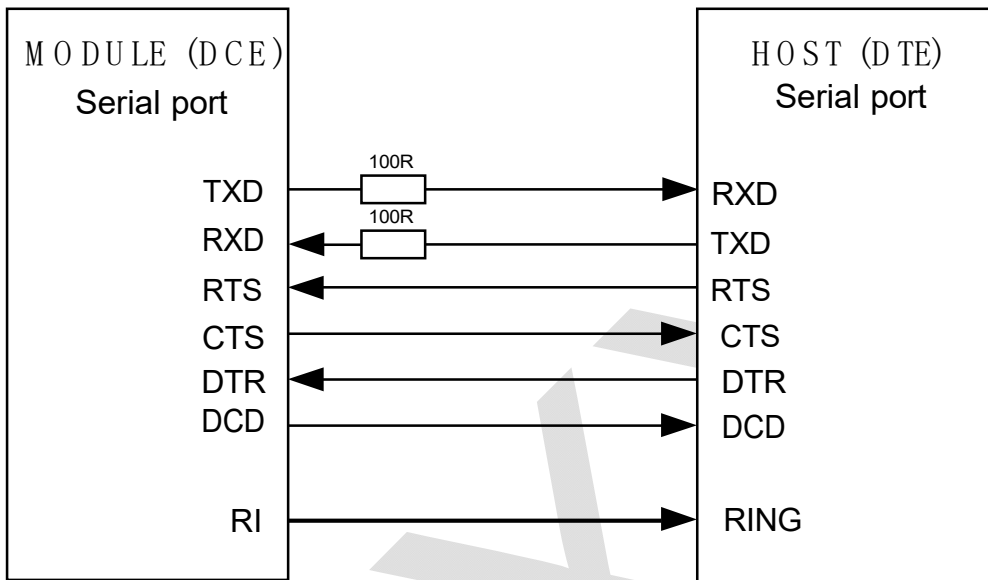 MODULE (DCE)
Serial port
HOST (DTE)
Serial port
100R
TXD
RXD
100R
RXD
TXD
RTS
RTS
CTS
CTS
DTR
DTR
DCD
DCD
RI
RING